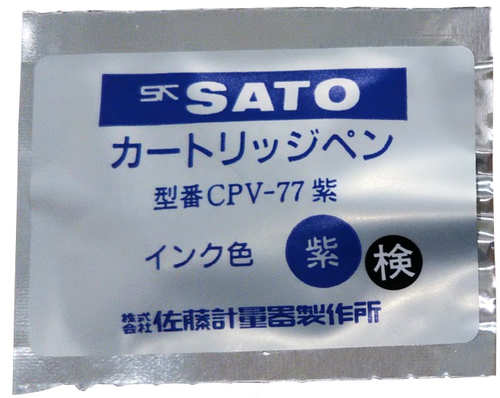 SK SATO
カートリッジペン
型番CPV-77 紫
インク色 紫 検
株式会社 佐藤計量器製作所